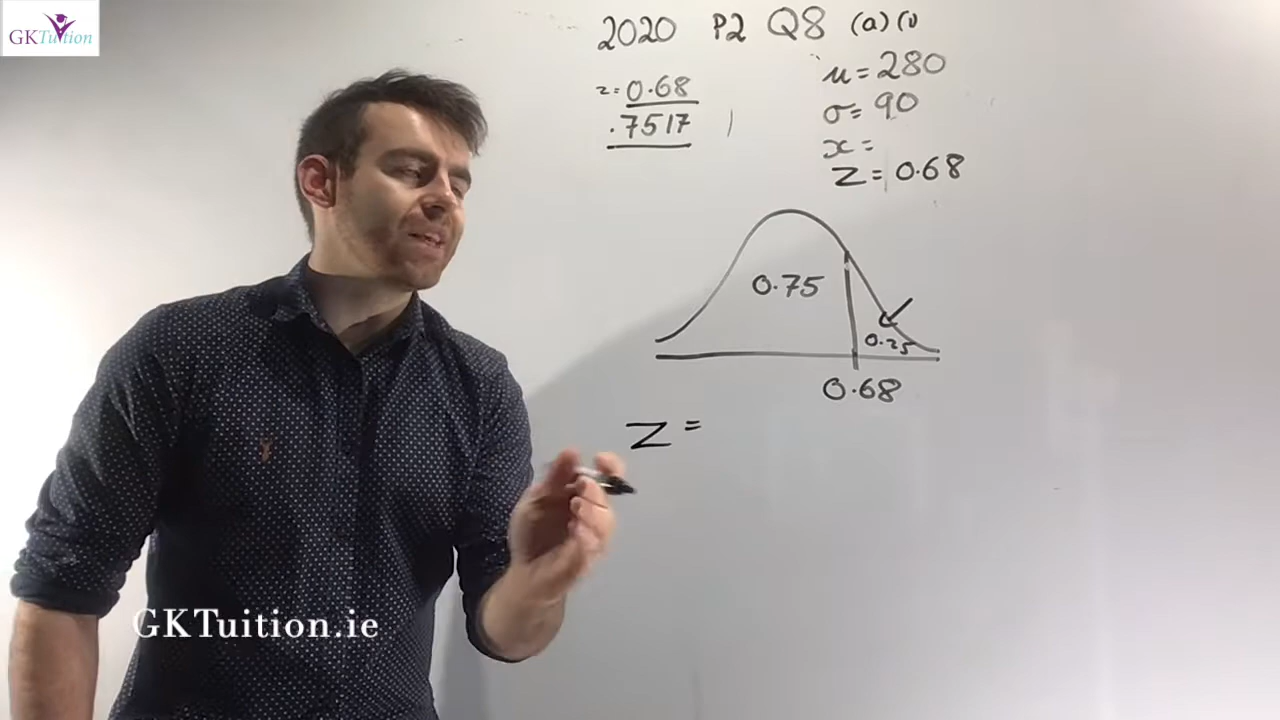 GKTuition
2020 P2 Q8 (a) (i)
z = 0.68
.7517
μ = 280
σ = 90
x =
z = 0.68
0.75
0.25
0.68
Z =
GKTuition.ie